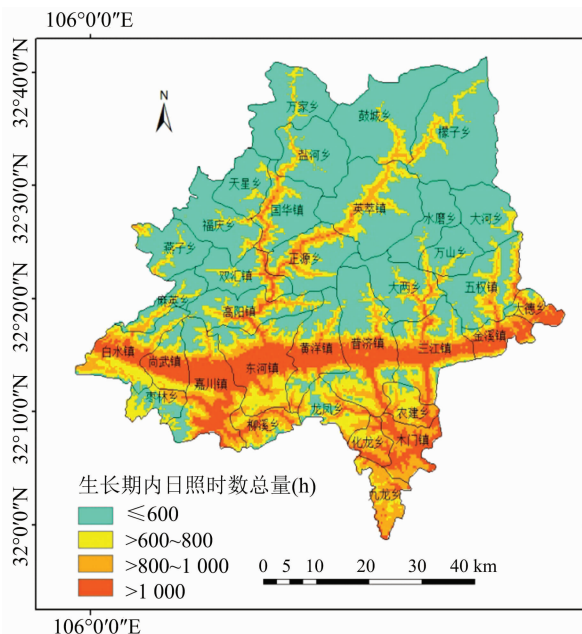 106°0′0″E
32°40′0″N
32°30′0″N
32°20′0″N
32°10′0″N
32°0′0″N
N
万家乡
鼓城乡
檬子乡
盐河乡
天星乡
国华镇
英萃镇
福庆乡
水磨乡
大河乡
燕子乡
正源乡
万山乡
双汇镇
大两乡
五权镇
麻英乡
高阳镇
大德乡
白水镇
尚武镇
东河镇
黄洋镇
普济镇
三江镇
金溪镇
嘉川镇
枣林乡
龙凤乡
农建乡
柳溪乡
化龙乡
木门镇
九龙乡
生长期内日照时数总量(h)
≤600
>600~800
>800~1 000
>1 000
0 5 10 20 30 40 km
106°0′0″E